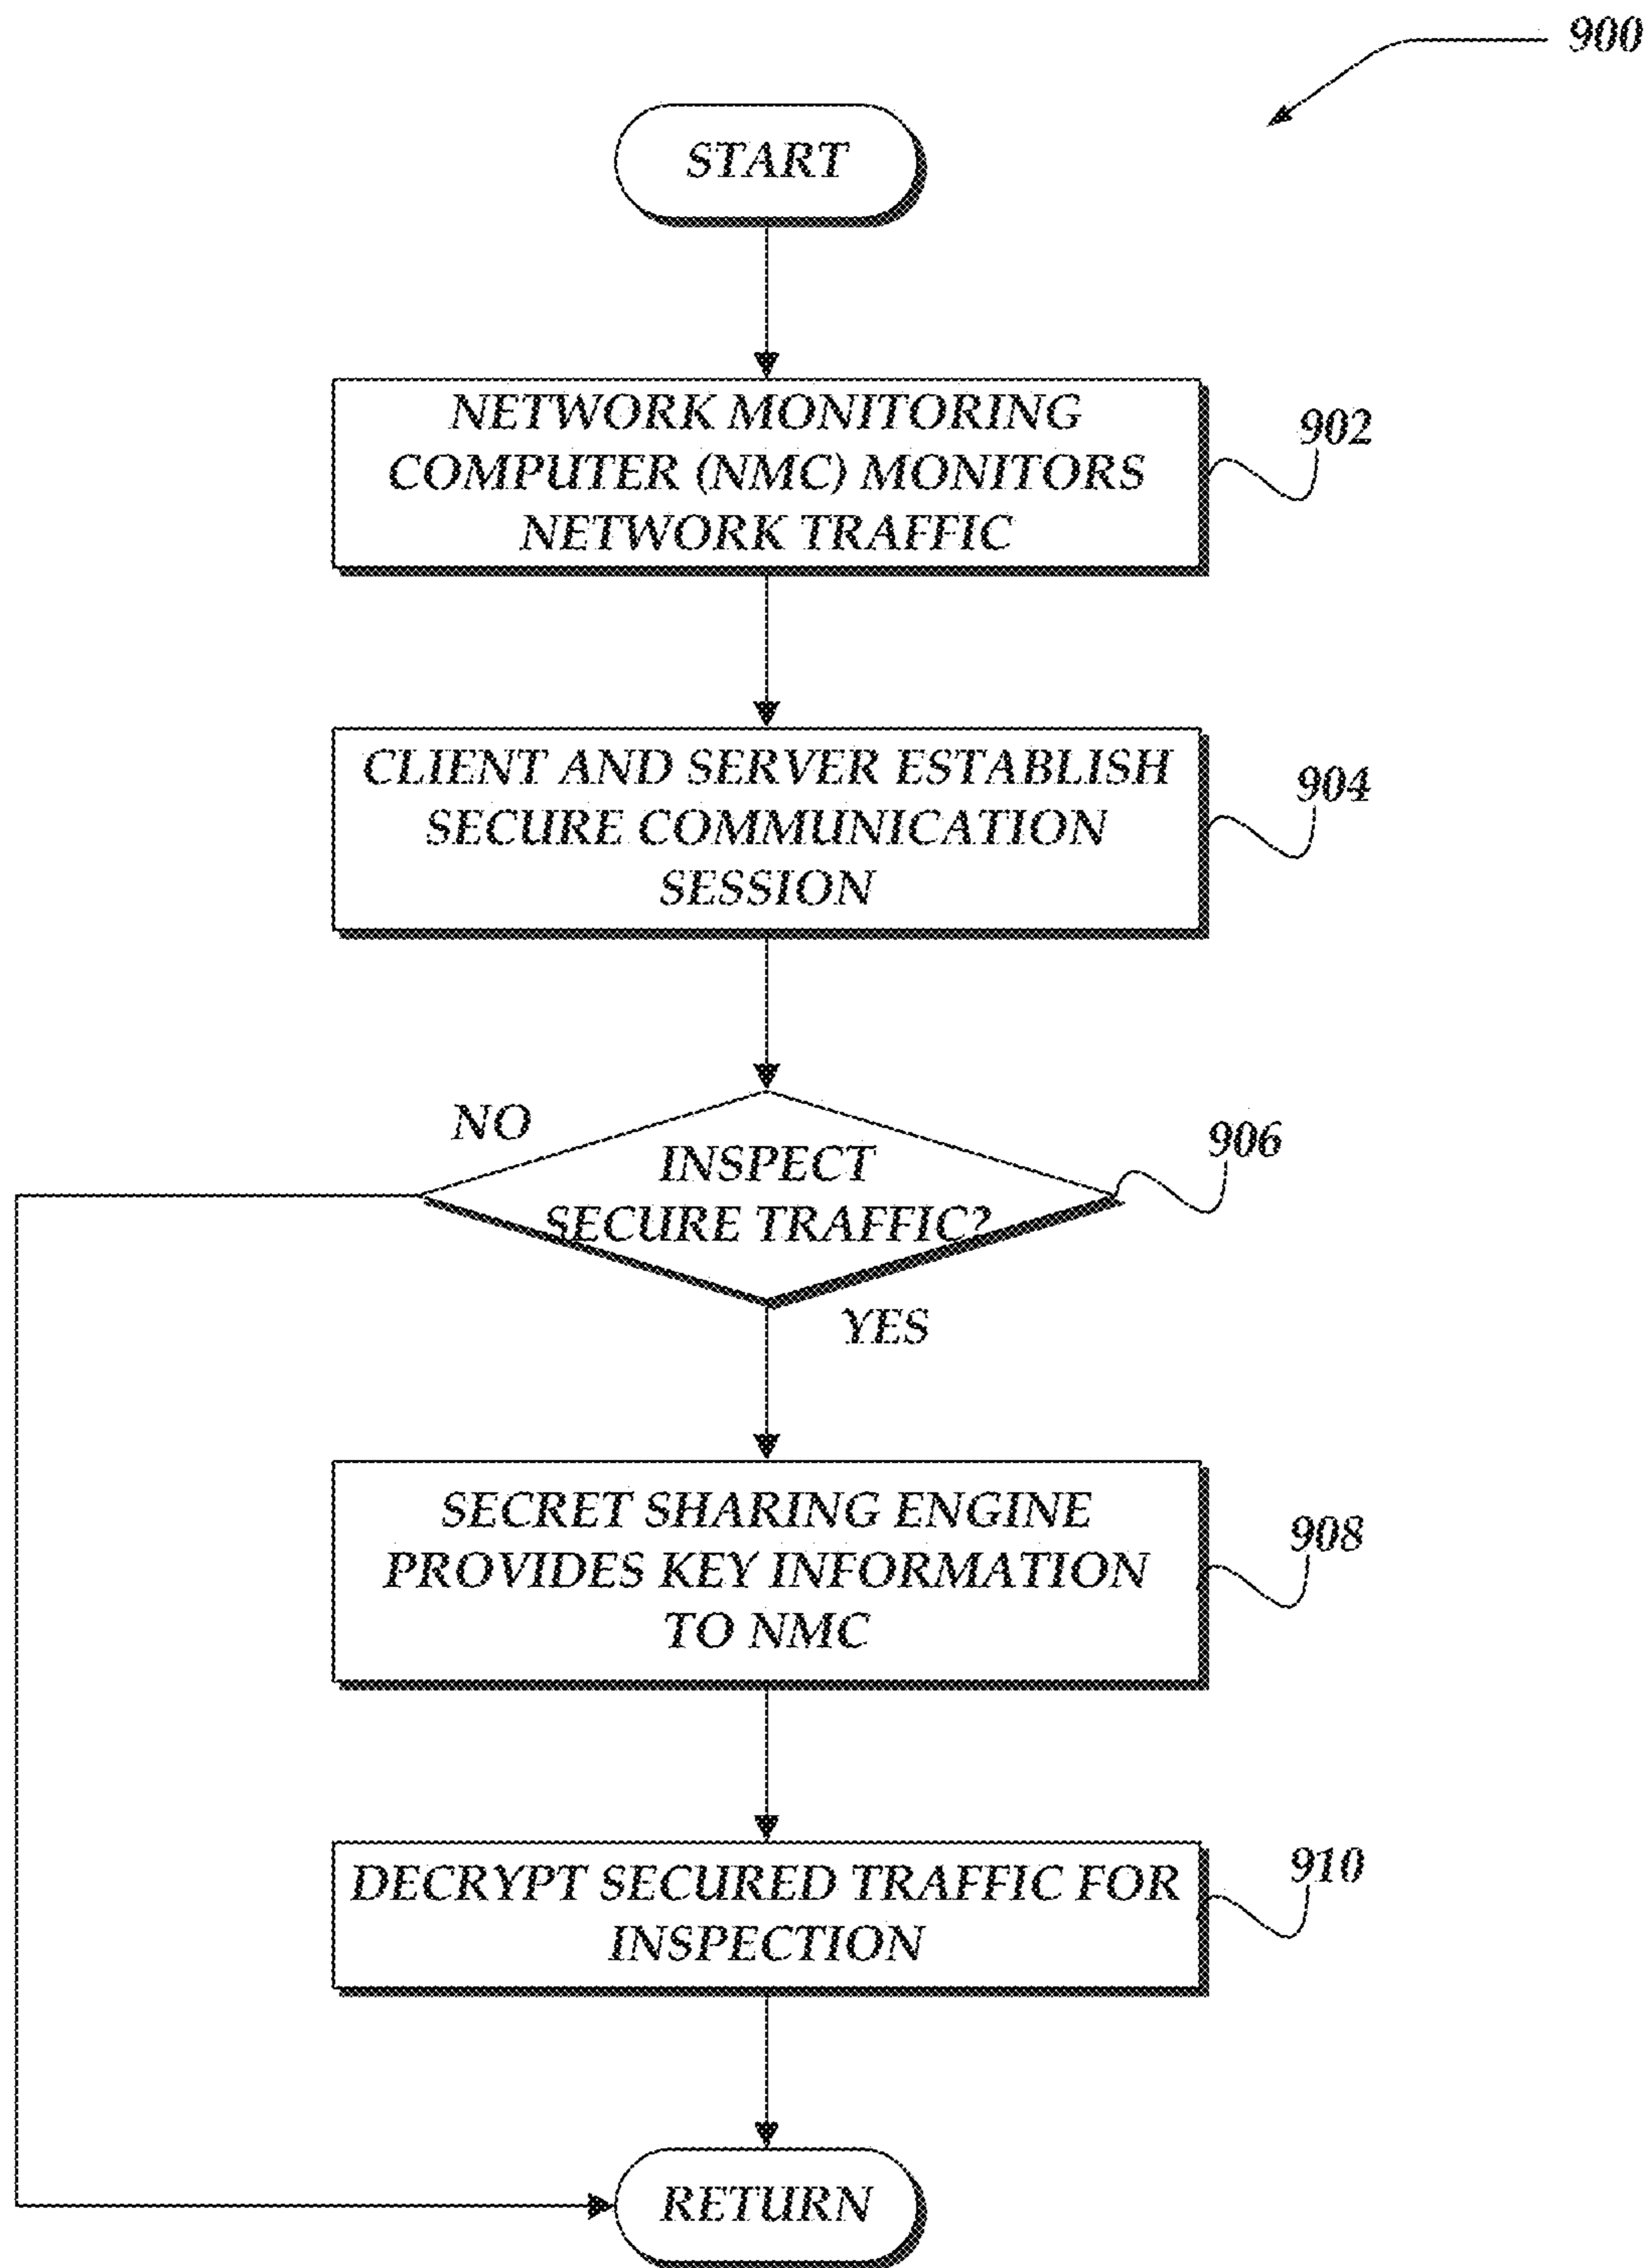 900
START
NETWORK MONITORING
COMPUTER (NMC) MONITORS
NETWORK TRAFFIC
902
CLIENT AND SERVER ESTABLISH
SECURE COMMUNICATION
SESSION
904
NO
INSPECT
SECURE TRAFFIC?
906
YES
SECRET SHARING ENGINE
PROVIDES KEY INFORMATION
TO NMC
908
DECRYPT SECURED TRAFFIC FOR
INSPECTION
910
RETURN